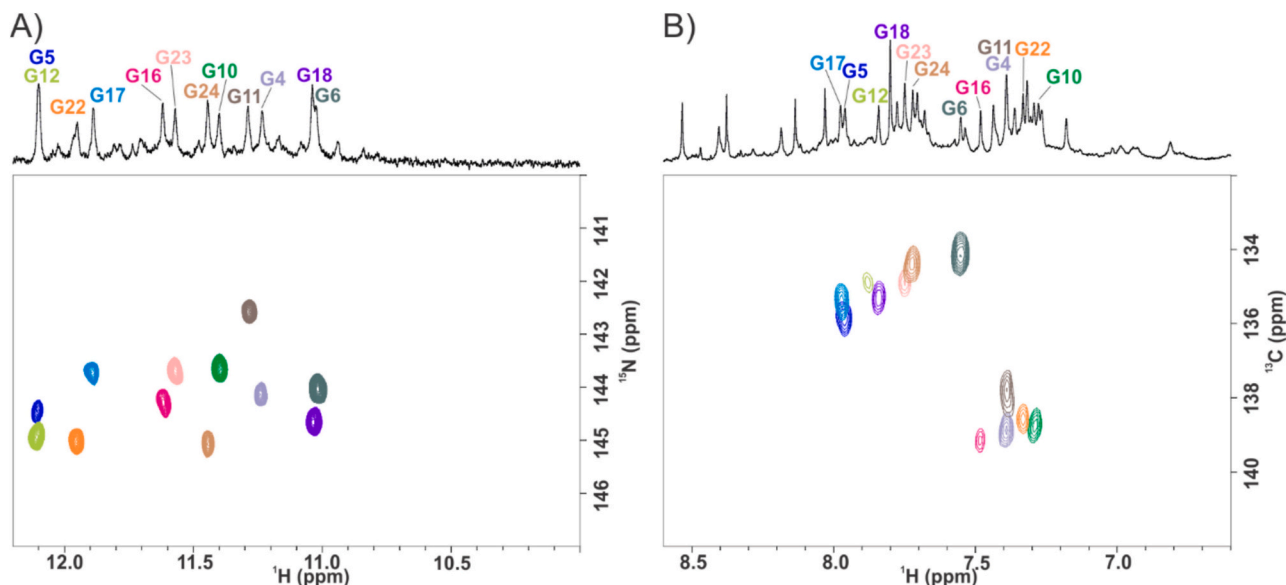 A)
G5
G12
G22
G17
G16
G23
G24
G10
G11
G4
G18
G6
141
142
143
144
145
146
¹⁵N (ppm)
12.0 11.5 11.0 10.5
¹H (ppm)
B)
G17
G5
G12
G18
G23
G24
G6
G16
G11
G4
G22
G10
134
136
138
140
¹³C (ppm)
8.5 8.0 7.5 7.0
¹H (ppm)